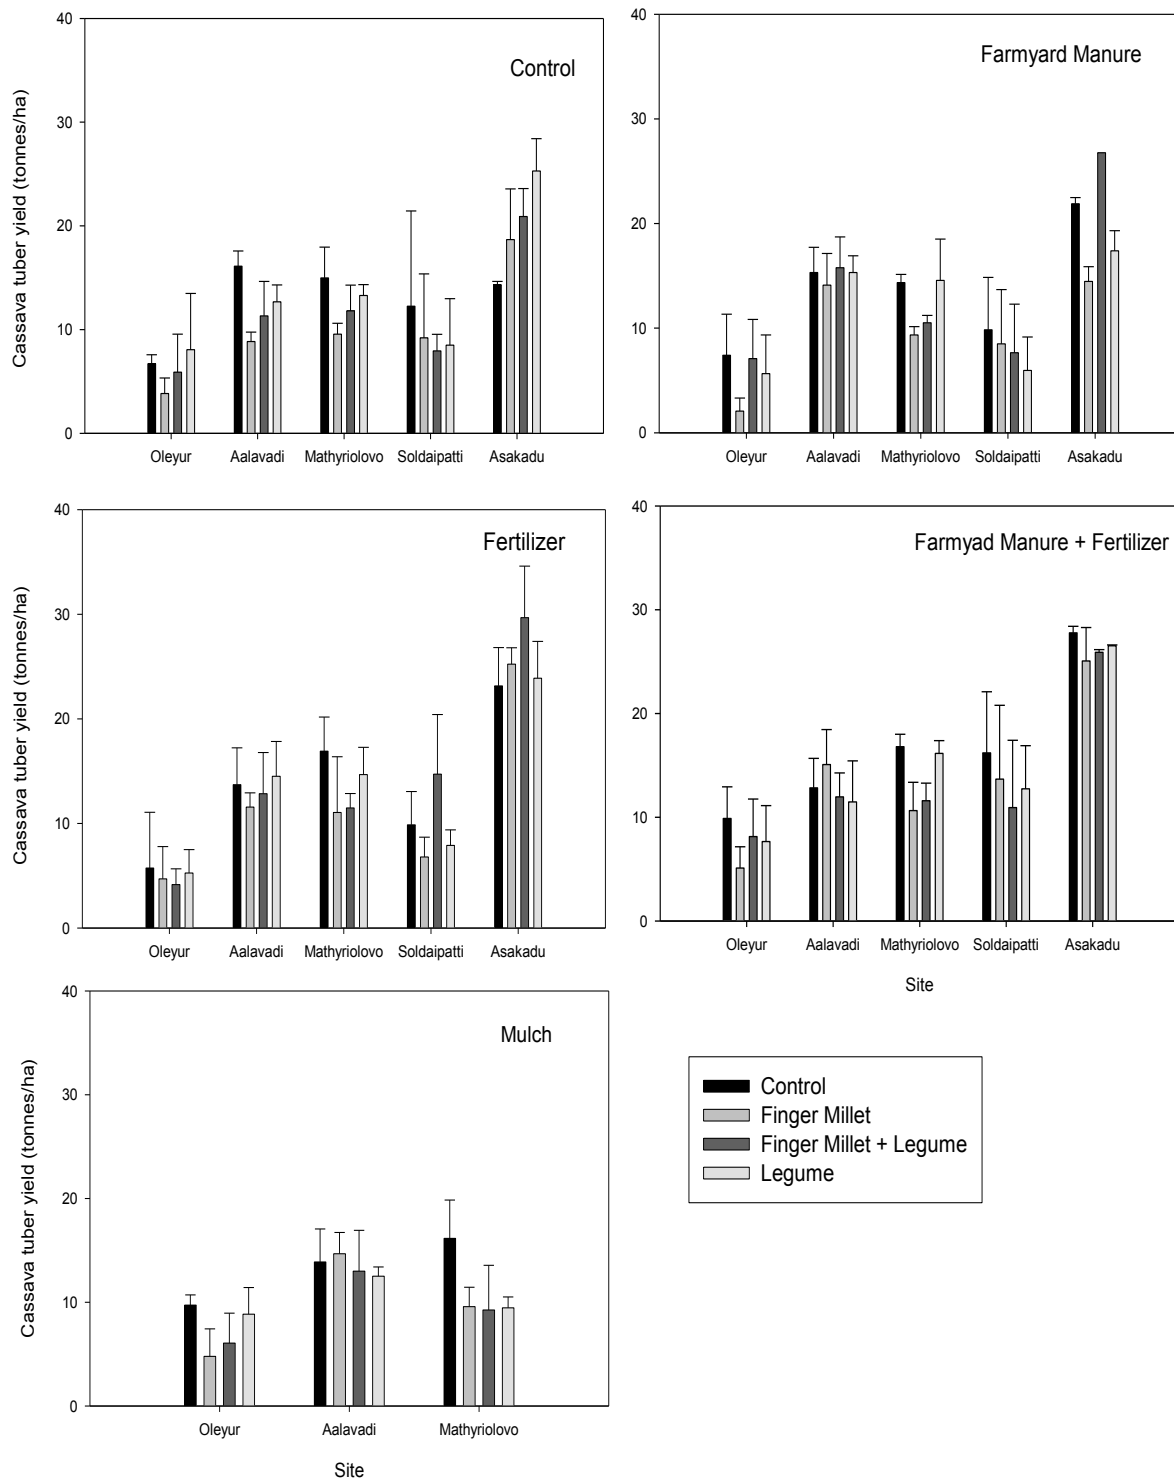 Control
Cassava tuber yield (tonnes/ha)
40
30
20
10
0
Oleyur Aalavadi Mathyriolovo Soldaipatti Asakadu
Farmyard Manure
40
30
20
10
0
Oleyur Aalavadi Mathyriolovo Soldaipatti Asakadu
Fertilizer
Cassava tuber yield (tonnes/ha)
40
30
20
10
0
Oleyur Aalavadi Mathyriolovo Soldaipatti Asakadu
Farmyad Manure + Fertilizer
40
30
20
10
0
Oleyur Aalavadi Mathyriolovo Soldaipatti Asakadu
Site
Mulch
Cassava tuber yield (tonnes/ha)
40
30
20
10
0
Oleyur Aalavadi Mathyriolovo
Site
Control
Finger Millet
Finger Millet + Legume
Legume